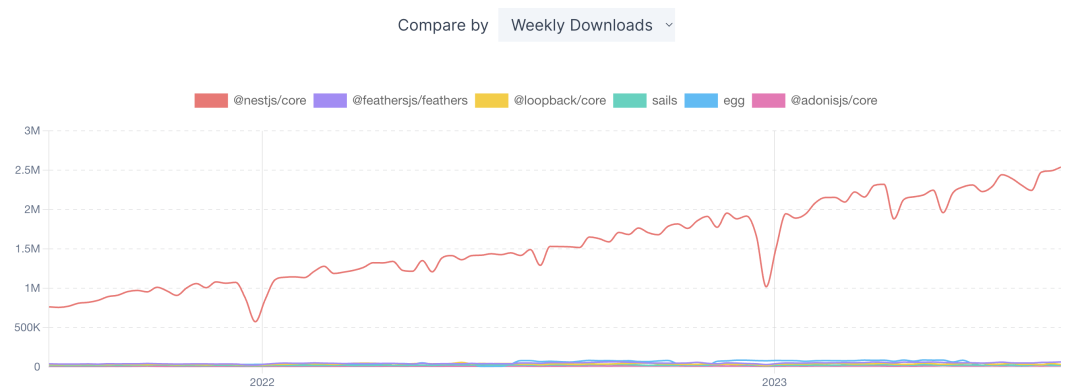 Compare by Weekly Downloads
@nestjs/core @feathersjs/feathers @loopback/core sails egg @adonisjs/core
3M
2.5M
2M
1.5M
1M
500K
0
2022 2023